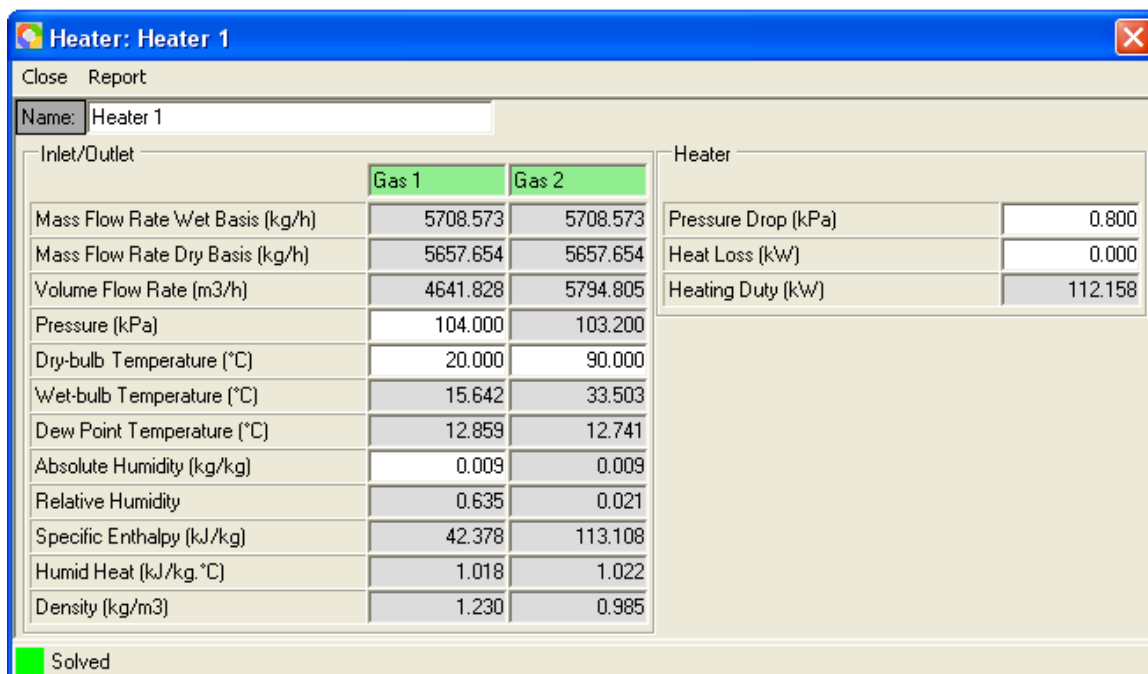 Heater: Heater 1
Close Report
Name: Heater 1
Inlet/Outlet
Gas 1 Gas 2
Mass Flow Rate Wet Basis (kg/h) 5708.573 5708.573
Mass Flow Rate Dry Basis (kg/h) 5657.654 5657.654
Volume Flow Rate (m3/h) 4641.828 5794.805
Pressure (kPa) 104.000 103.200
Dry-bulb Temperature (°C) 20.000 90.000
Wet-bulb Temperature (°C) 15.642 33.503
Dew Point Temperature (°C) 12.859 12.741
Absolute Humidity (kg/kg) 0.009 0.009
Relative Humidity 0.635 0.021
Specific Enthalpy (kJ/kg) 42.378 113.108
Humid Heat (kJ/kg.°C) 1.018 1.022
Density (kg/m3) 1.230 0.985
Heater
Pressure Drop (kPa) 0.800
Heat Loss (kW) 0.000
Heating Duty (kW) 112.158
Solved